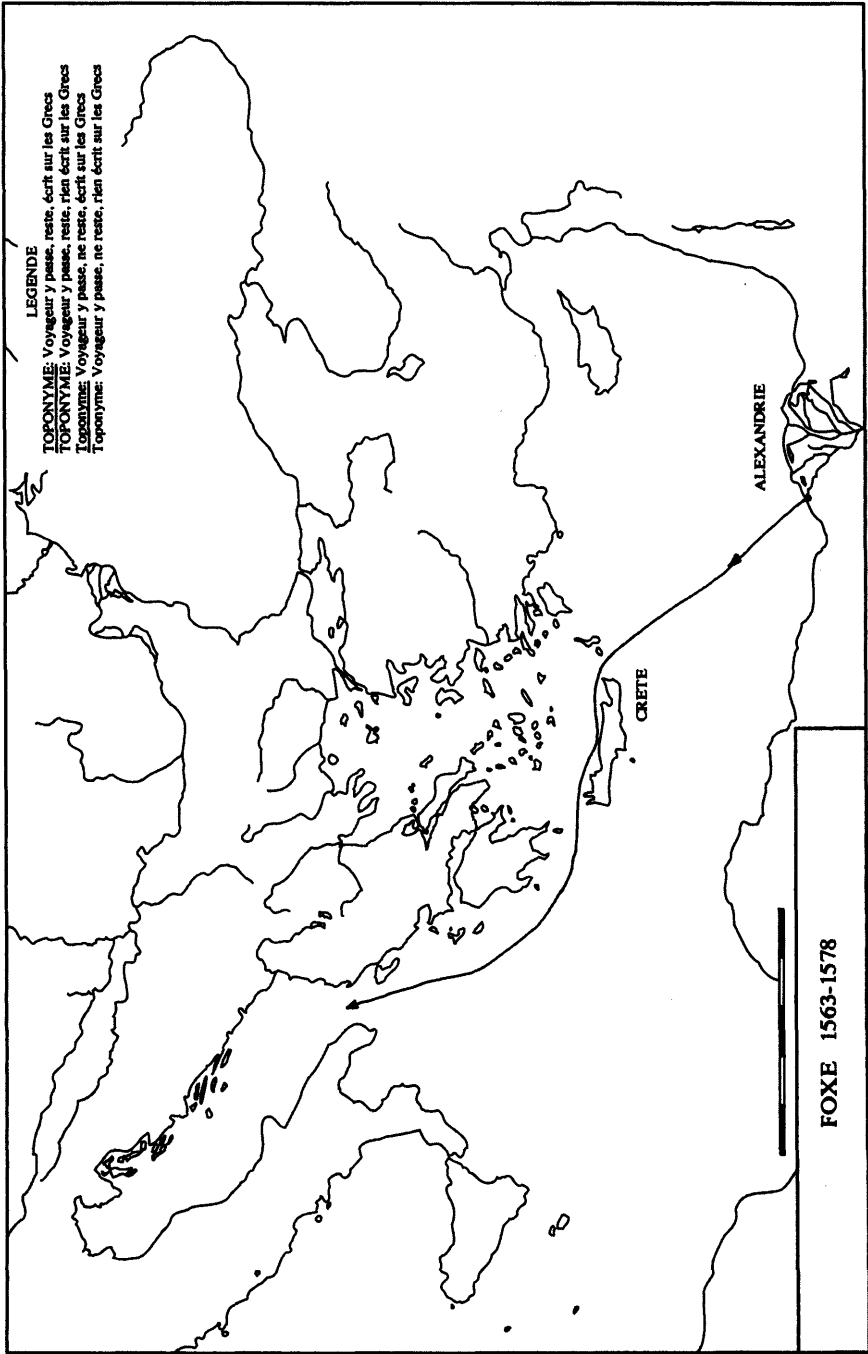 LEGENDE
TOPONYME: Voyageur y passe, reste, écrit sur les Grecs
TOPONYME: Voyageur y passe, reste, rien écrit sur les Grecs
Toponyme: Voyageur y passe, ne reste, écrit sur les Grecs
Toponyme: Voyageur y passe, ne reste, rien écrit sur les Grecs
ALEXANDRIE
CRETE
FOXE 1563-1578